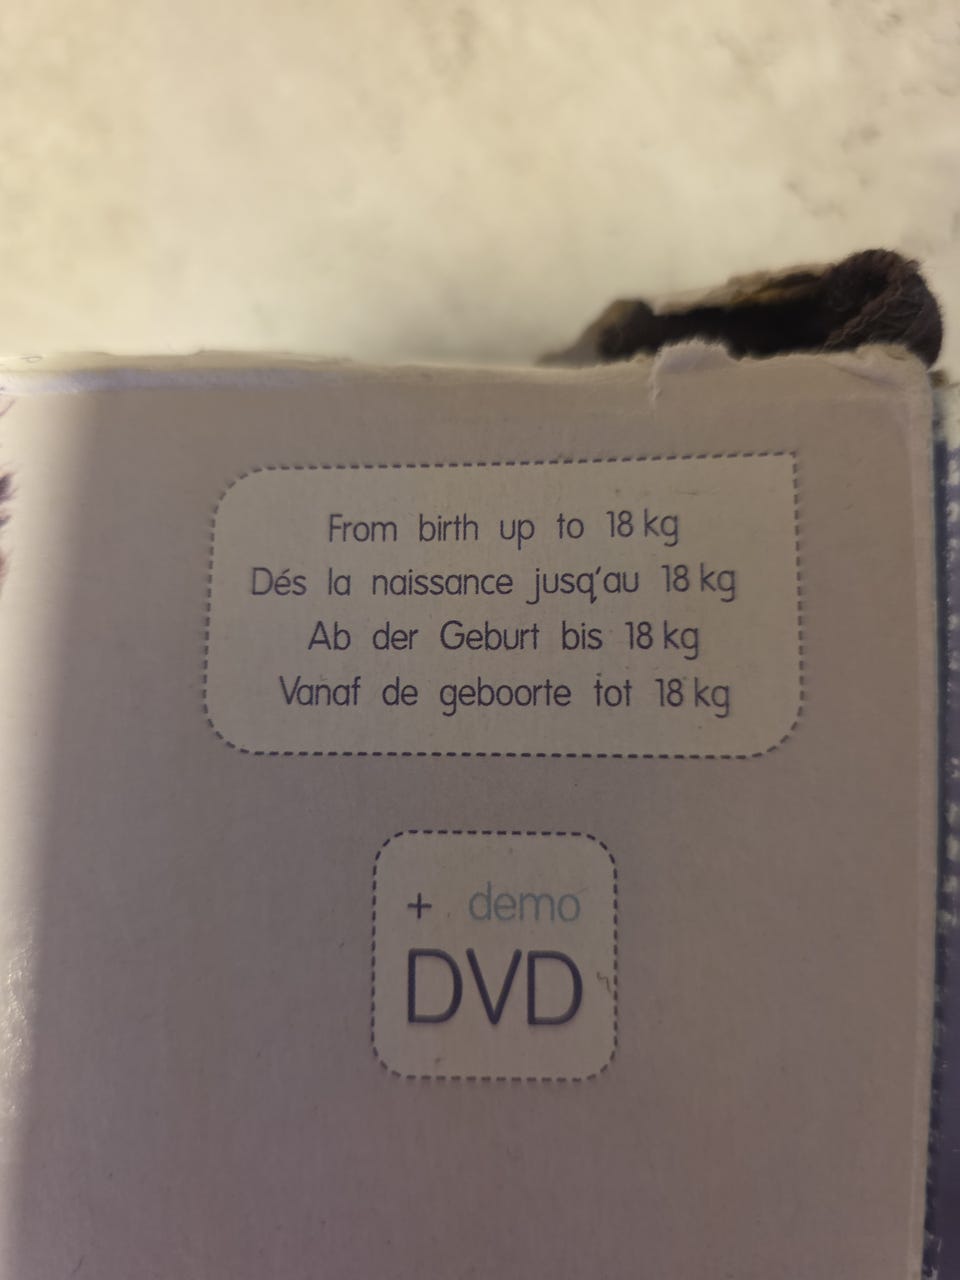 From birth up to 18 kg
Dés la naissance jusq'au 18 kg
Ab der Geburt bis 18 kg
Vanaf de geboorte tot 18 kg
+ demo
DVD